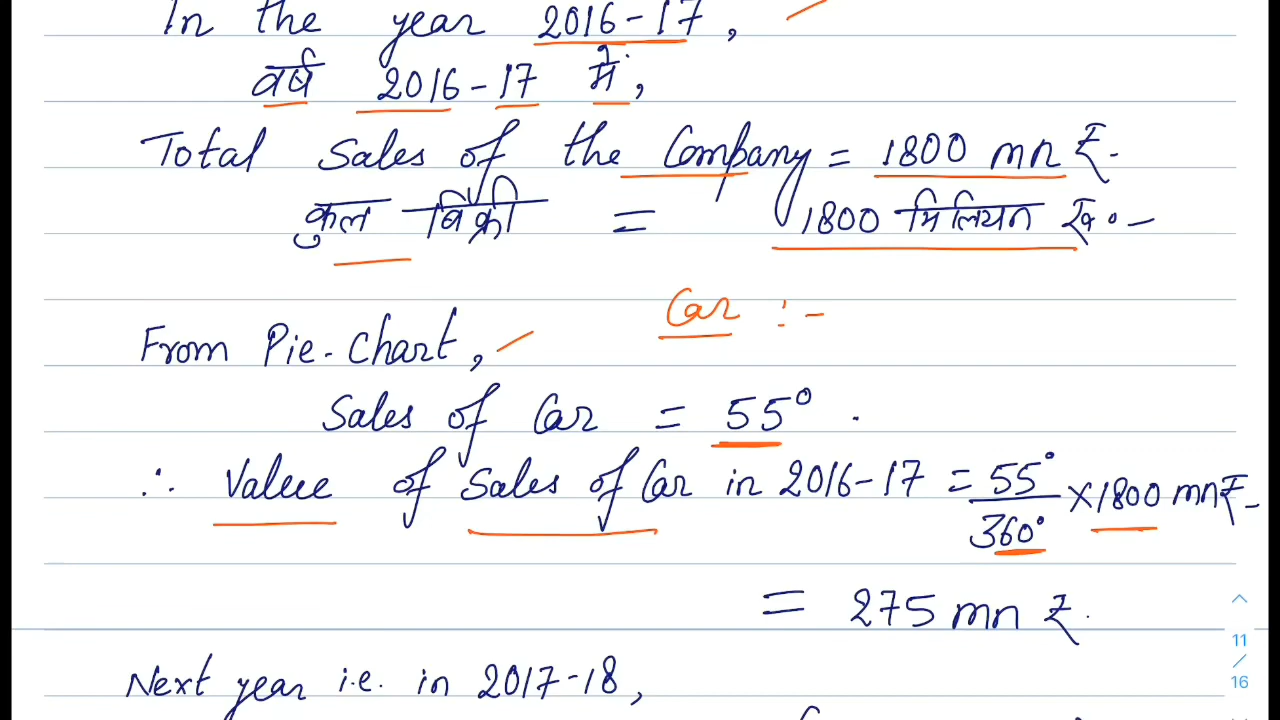 In the year 2016-17,
वर्ष 2016-17 में,
Total Sales of the Company = 1800 mn ₹.
कुल बिक्री = 1800 मिलियन रु०-
Car :-
From Pie-Chart,
Sales of Car = 55° .
∴ Value of Sales of Car in 2016-17 = 55°/360° × 1800 mn ₹-
= 275 mn ₹.
Next year i.e. in 2017-18,
11
/
16